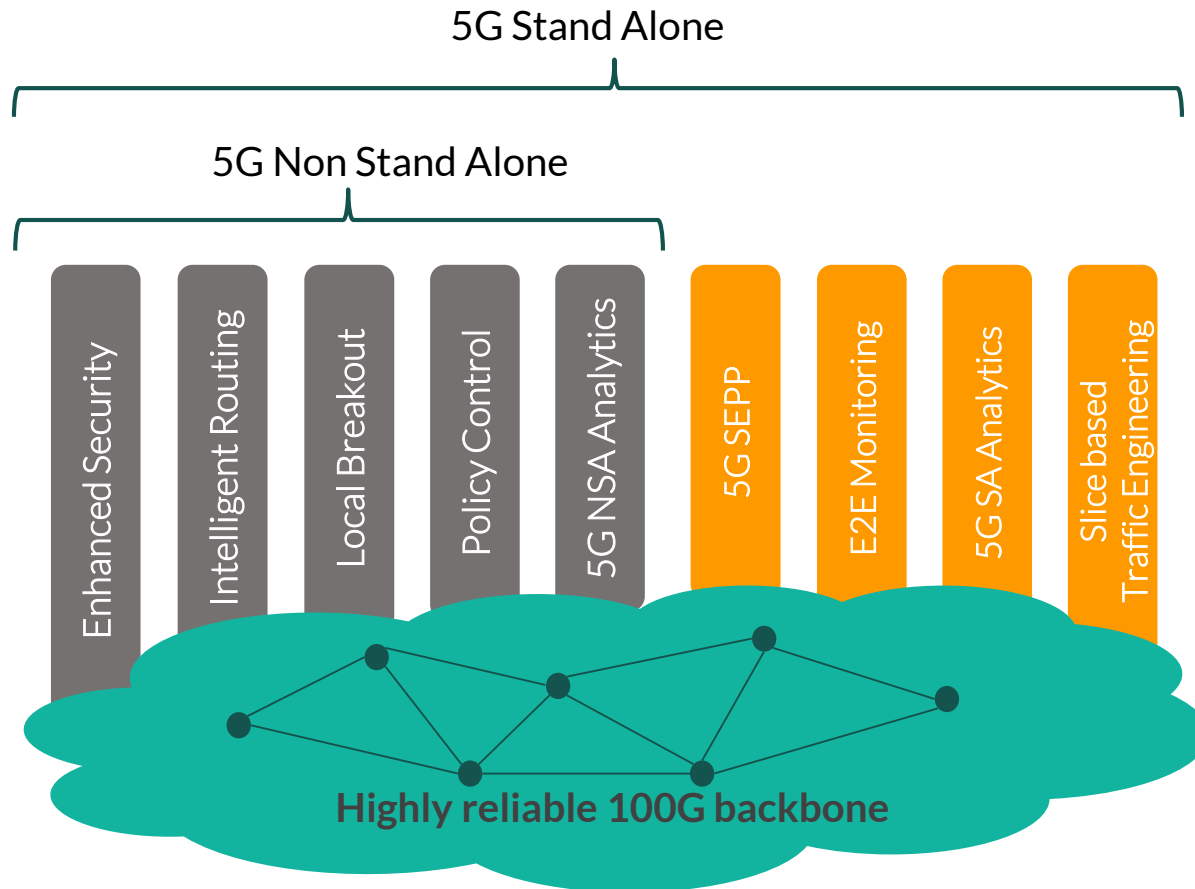 5G Stand Alone
5G Non Stand Alone
Enhanced Security
Intelligent Routing
Local Breakout
Policy Control
5G NSA Analytics
5G SEPP
E2E Monitoring
5G SA Analytics
Slice based
Traffic Engineering
Highly reliable 100G backbone